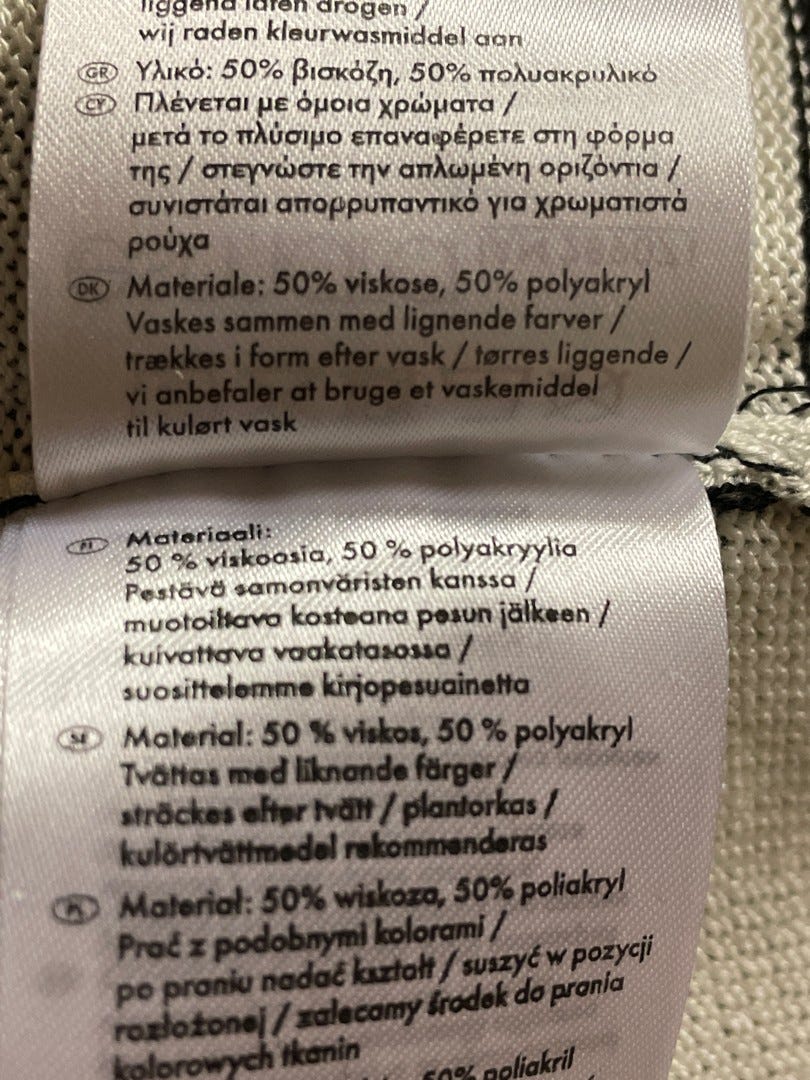 liggend laten drogen /
wij raden kleurwasmiddel aan
GR Υλικό: 50% βισκόζη, 50% πολυακρυλικό
CY Πλένεται με όμοια χρώματα /
μετά το πλύσιμο επαναφέρετε στη φόρμα
της / στεγνώστε την απλωμένη οριζόντια /
συνιστάται απορρυπαντικό για χρωματιστά
ρούχα
DK Materiale: 50% viskose, 50% polyakryl
Vaskes sammen med lignende farver /
trækkes i form efter vask / tørres liggende /
vi anbefaler at bruge et vaskemiddel
til kulørt vask
FI Materiaali:
50 % viskoosia, 50 % polyakryylia
Pestävä samanväristen kanssa /
muotoiltava kosteana pesun jälkeen /
kuivattava vaakatasossa /
suosittelemme kirjopesuainetta
SE Material: 50 % viskos, 50 % polyakryl
Tvättas med liknande färger /
sträckes efter tvätt / plantorkas /
kulörtvättmedel rekommenderas
PL Materiał: 50% wiskoza, 50% poliakryl
Prać z podobnymi kolorami /
po praniu nadać kształt / suszyć w pozycji
rozłożonej / zalecamy środek do prania
kolorowych tkanin
50% poliakril